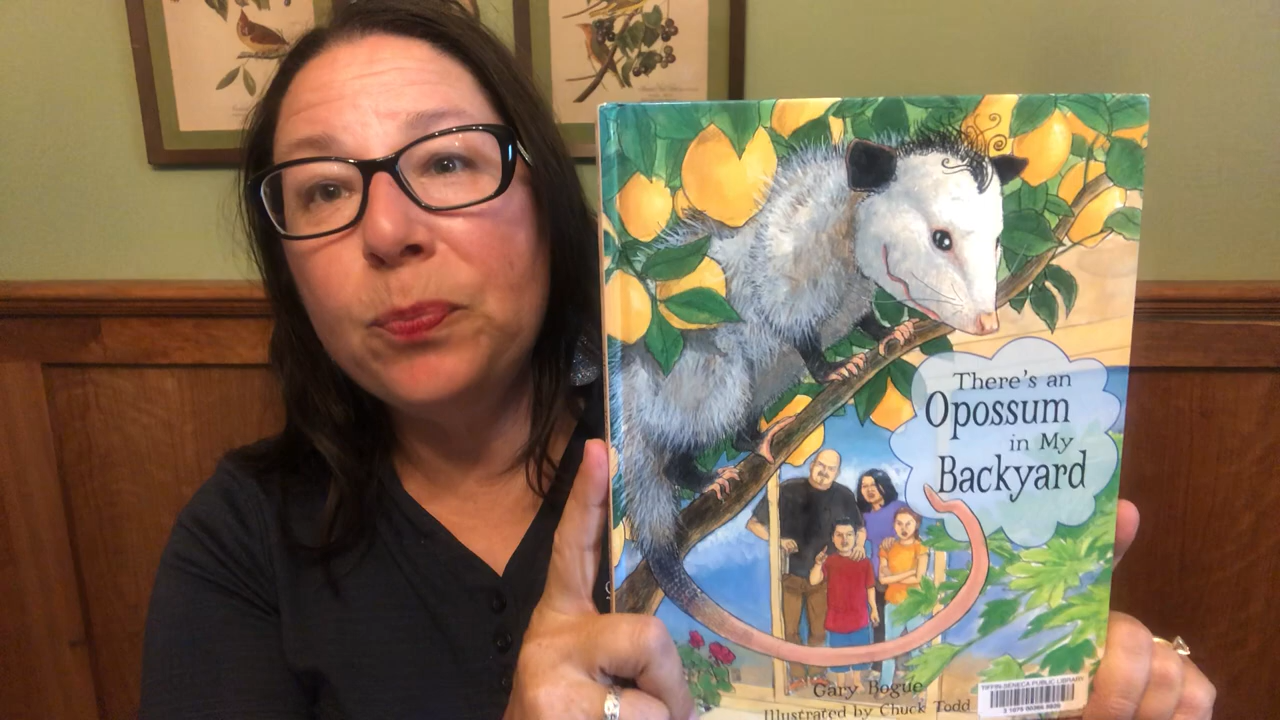 There's an
Opossum
in My
Backyard
Gary Bogue
Illustrated by Chuck Todd
TIFFIN-SENECA PUBLIC LIBRARY